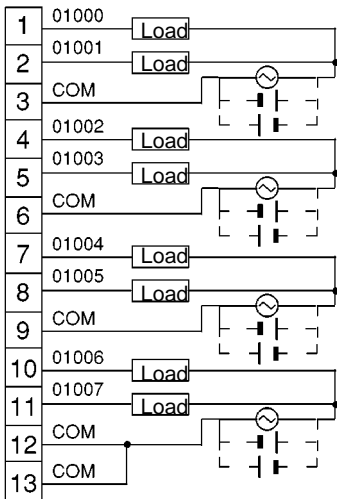 1 01000 Load
2 01001 Load
3 COM
4 01002 Load
5 01003 Load
6 COM
7 01004 Load
8 01005 Load
9 COM
10 01006 Load
11 01007 Load
12 COM
13 COM